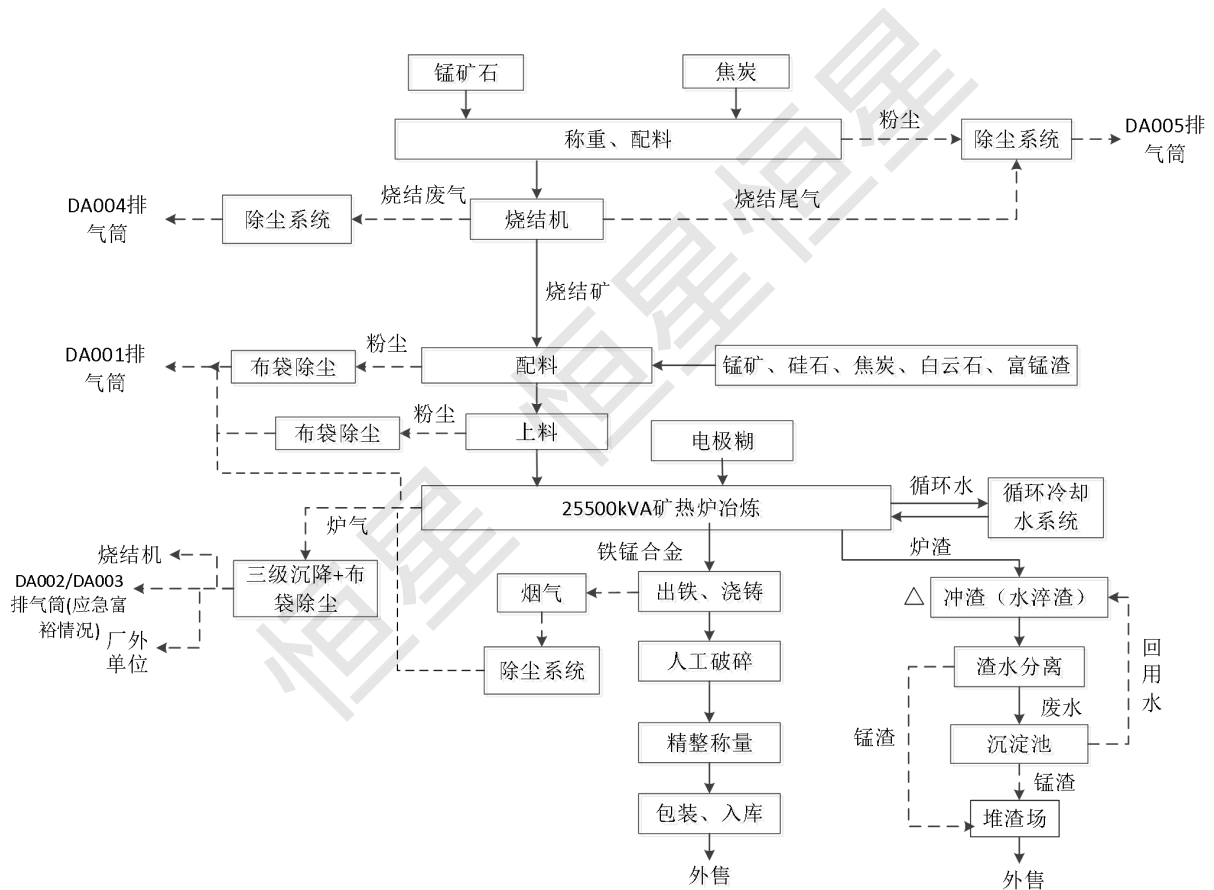 锰矿石
焦炭
称重、配料
粉尘
除尘系统
DA005排
气筒
烧结废气
烧结尾气
DA004排
气筒
除尘系统
烧结机
烧结矿
DA001排
气筒
布袋除尘
粉尘
配料
锰矿、硅石、焦炭、白云石、富锰渣
布袋除尘
粉尘
上料
电极糊
25500kVA矿热炉冶炼
循环水
循环冷却
水系统
炉气
烧结机
DA002/DA003
排气筒(应急富
裕情况)
厂外
单位
三级沉降+布
袋除尘
铁锰合金
烟气
出铁、浇铸
除尘系统
人工破碎
精整称量
包装、入库
外售
炉渣
△
冲渣（水淬渣）
渣水分离
废水
回用水
锰渣
沉淀池
锰渣
堆渣场
外售
恒星
恒星
恒星